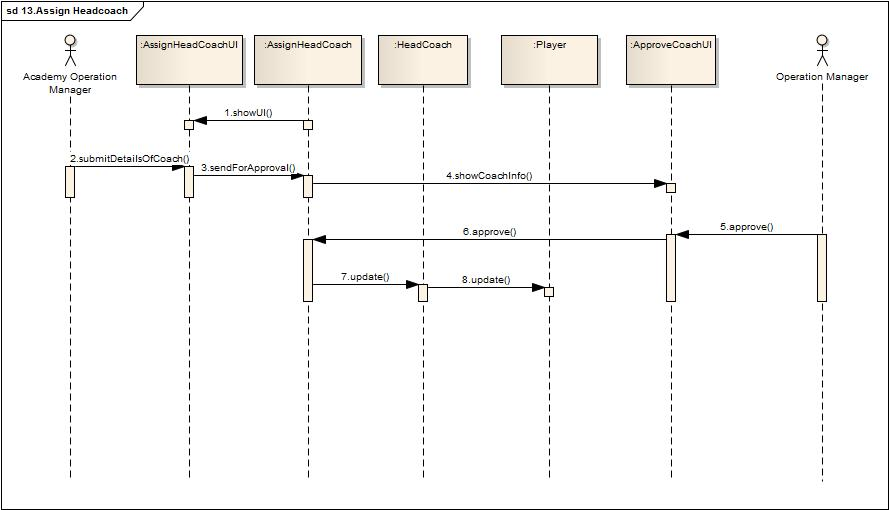 sd 13.Assign Headcoach
:AssignHeadCoachUI
:AssignHeadCoach
:HeadCoach
:Player
:ApproveCoachUI
Academy Operation
Manager
Operation Manager
1.showUI()
2.submitDetailsOfCoach()
3.sendForApproval()
4.showCoachInfo()
5.approve()
6.approve()
7.update()
8.update()